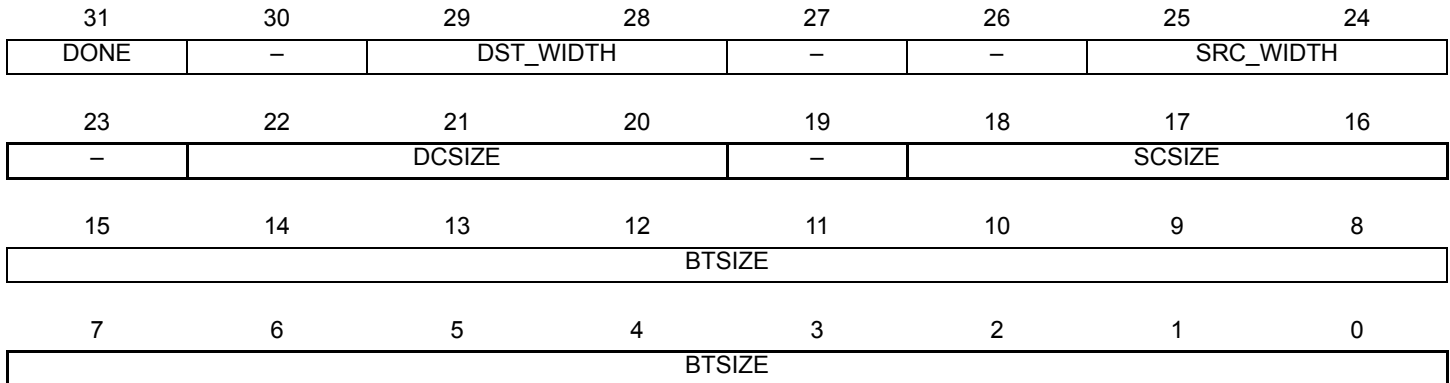 31 30 29 28 27 26 25 24
DONE – DST_WIDTH – – SRC_WIDTH
23 22 21 20 19 18 17 16
– DCSIZE – SCSIZE
15 14 13 12 11 10 9 8
BTSIZE
7 6 5 4 3 2 1 0
BTSIZE